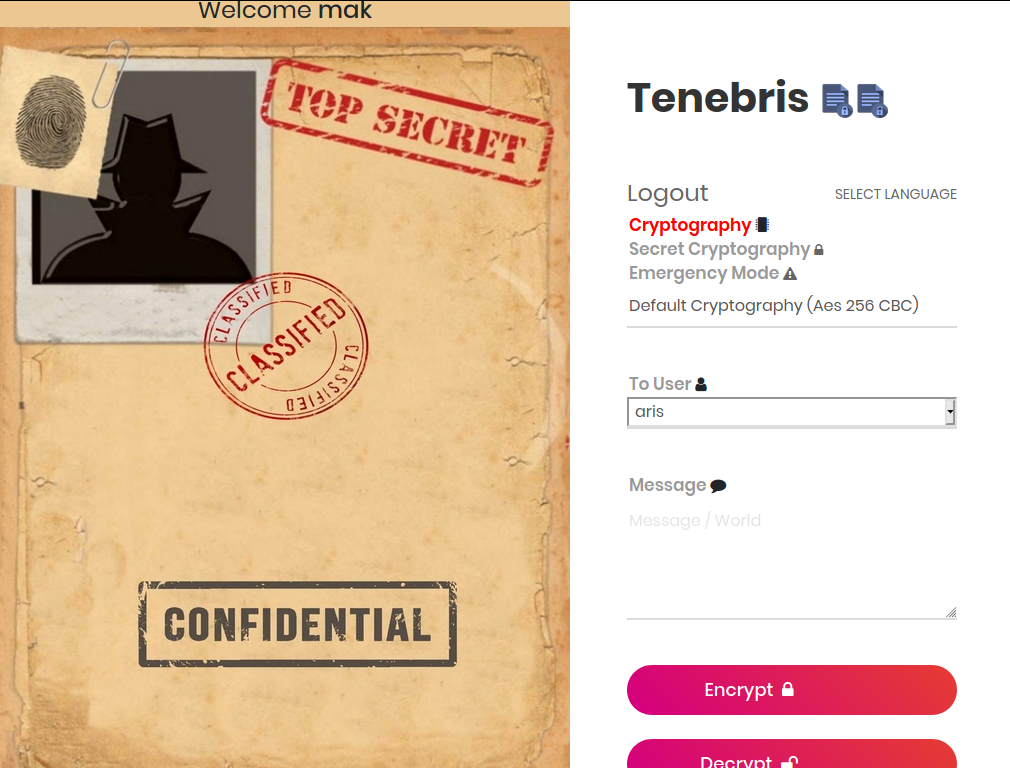 Welcome mak
TOP SECRET
CLASSIFIED
CLASSIFIED
CLASSIFIED
CLASSIFIED
CONFIDENTIAL
Tenebris
Logout
SELECT LANGUAGE
Cryptography
Secret Cryptography
Emergency Mode
Default Cryptography (Aes 256 CBC)
To User
aris
Message
Message / World
Encrypt
Decrypt